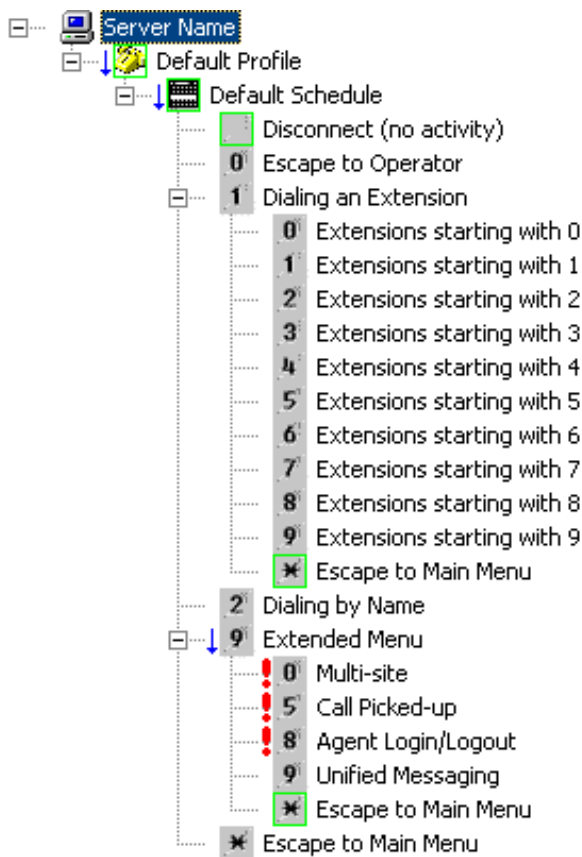 Server Name
Default Profile
Default Schedule
Disconnect (no activity)
0 Escape to Operator
1 Dialing an Extension
0 Extensions starting with 0
1 Extensions starting with 1
2 Extensions starting with 2
3 Extensions starting with 3
4 Extensions starting with 4
5 Extensions starting with 5
6 Extensions starting with 6
7 Extensions starting with 7
8 Extensions starting with 8
9 Extensions starting with 9
* Escape to Main Menu
2 Dialing by Name
9 Extended Menu
0 Multi-site
5 Call Picked-up
8 Agent Login/Logout
9 Unified Messaging
* Escape to Main Menu
* Escape to Main Menu